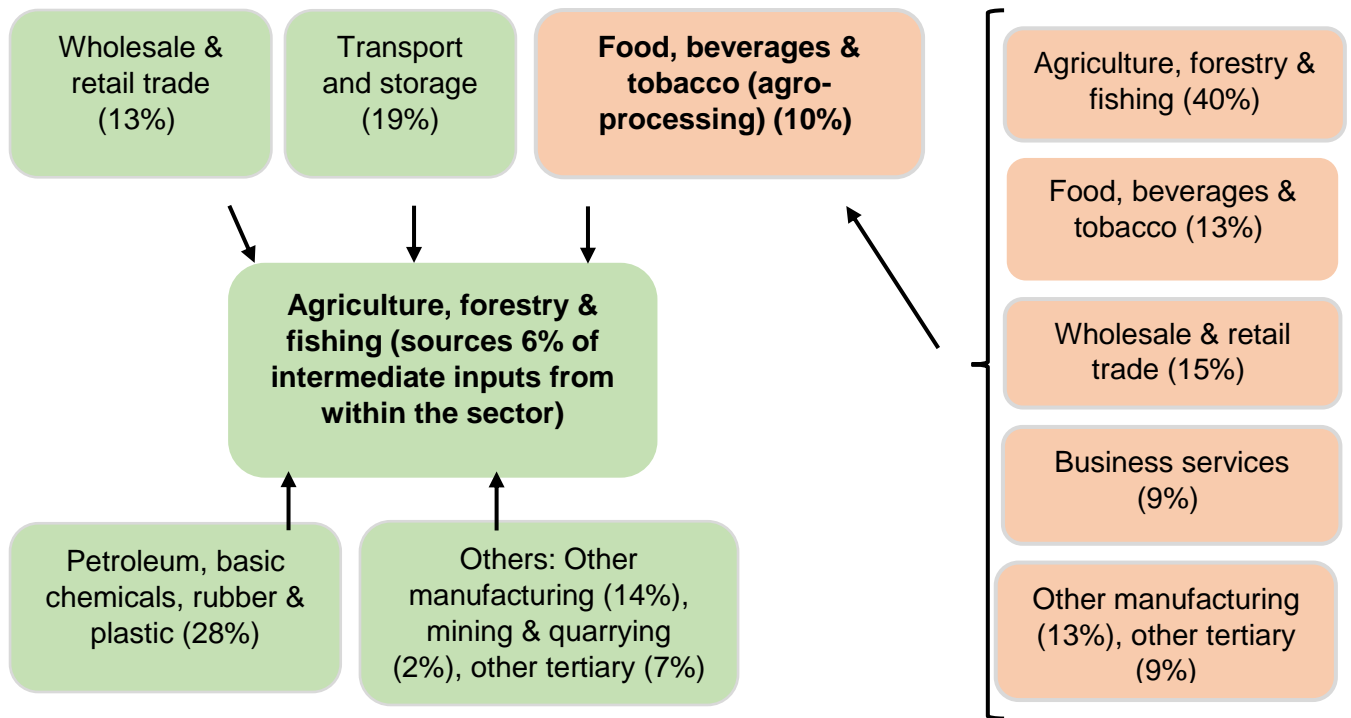 Wholesale &
retail trade
(13%)
Transport
and storage
(19%)
Food, beverages &
tobacco (agro-
processing) (10%)
Agriculture, forestry &
fishing (sources 6% of
intermediate inputs from
within the sector)
Petroleum, basic
chemicals, rubber &
plastic (28%)
Others: Other
manufacturing (14%),
mining & quarrying
(2%), other tertiary (7%)
Agriculture, forestry &
fishing (40%)
Food, beverages &
tobacco (13%)
Wholesale & retail
trade (15%)
Business services
(9%)
Other manufacturing
(13%), other tertiary
(9%)